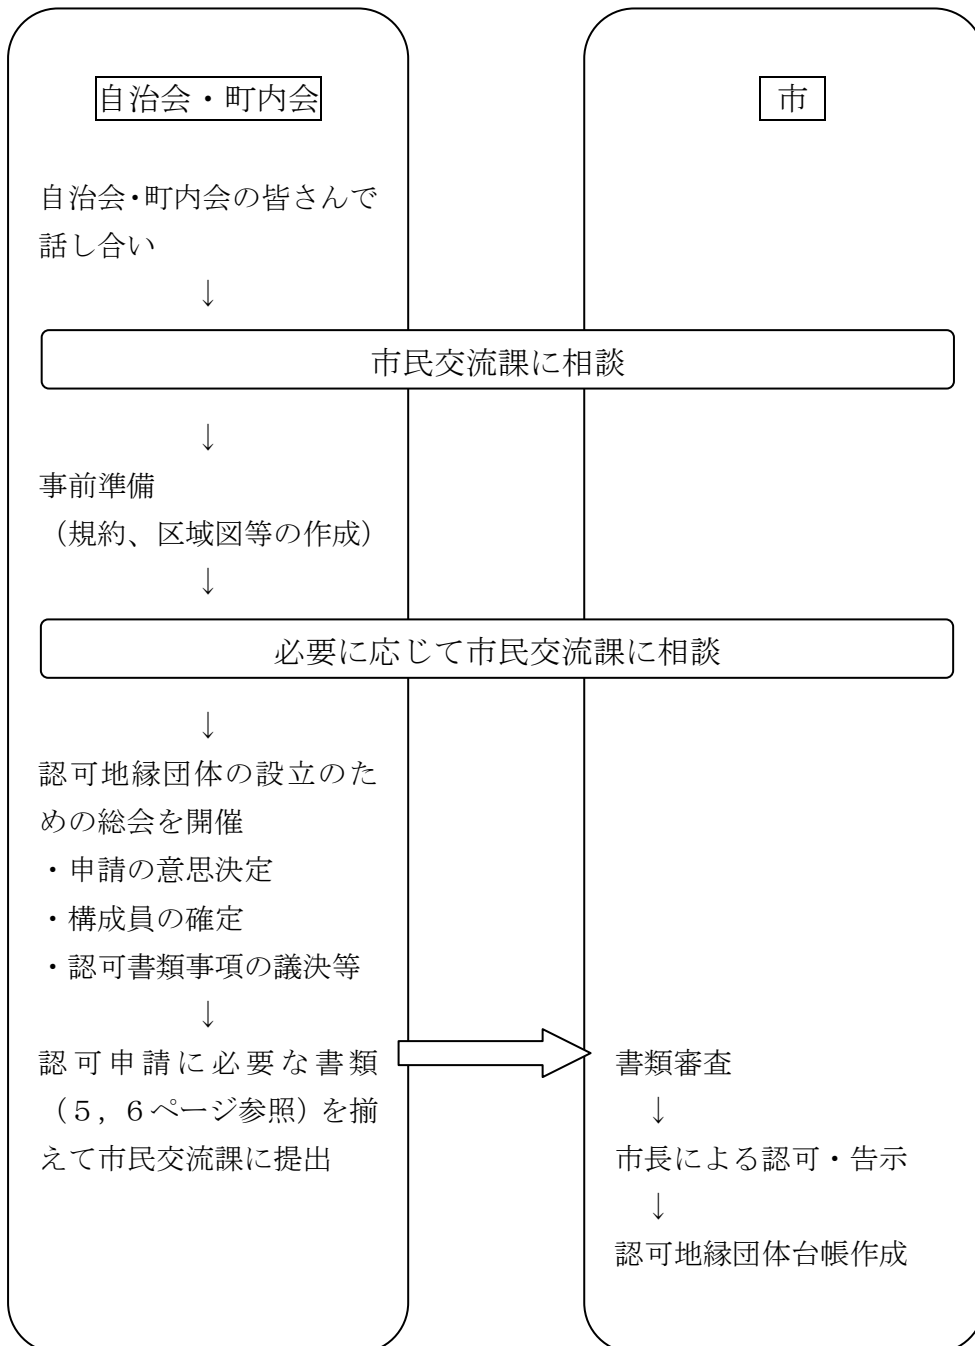 自治会・町内会
自治会・町内会の皆さんで
話し合い
↓
市民交流課に相談
↓
事前準備
（規約、区域図等の作成）
↓
必要に応じて市民交流課に相談
↓
認可地縁団体の設立のた
めの総会を開催
・申請の意思決定
・構成員の確定
・認可書類事項の議決等
↓
認可申請に必要な書類
（５，６ページ参照）を揃
えて市民交流課に提出
市
書類審査
↓
市長による認可・告示
↓
認可地縁団体台帳作成